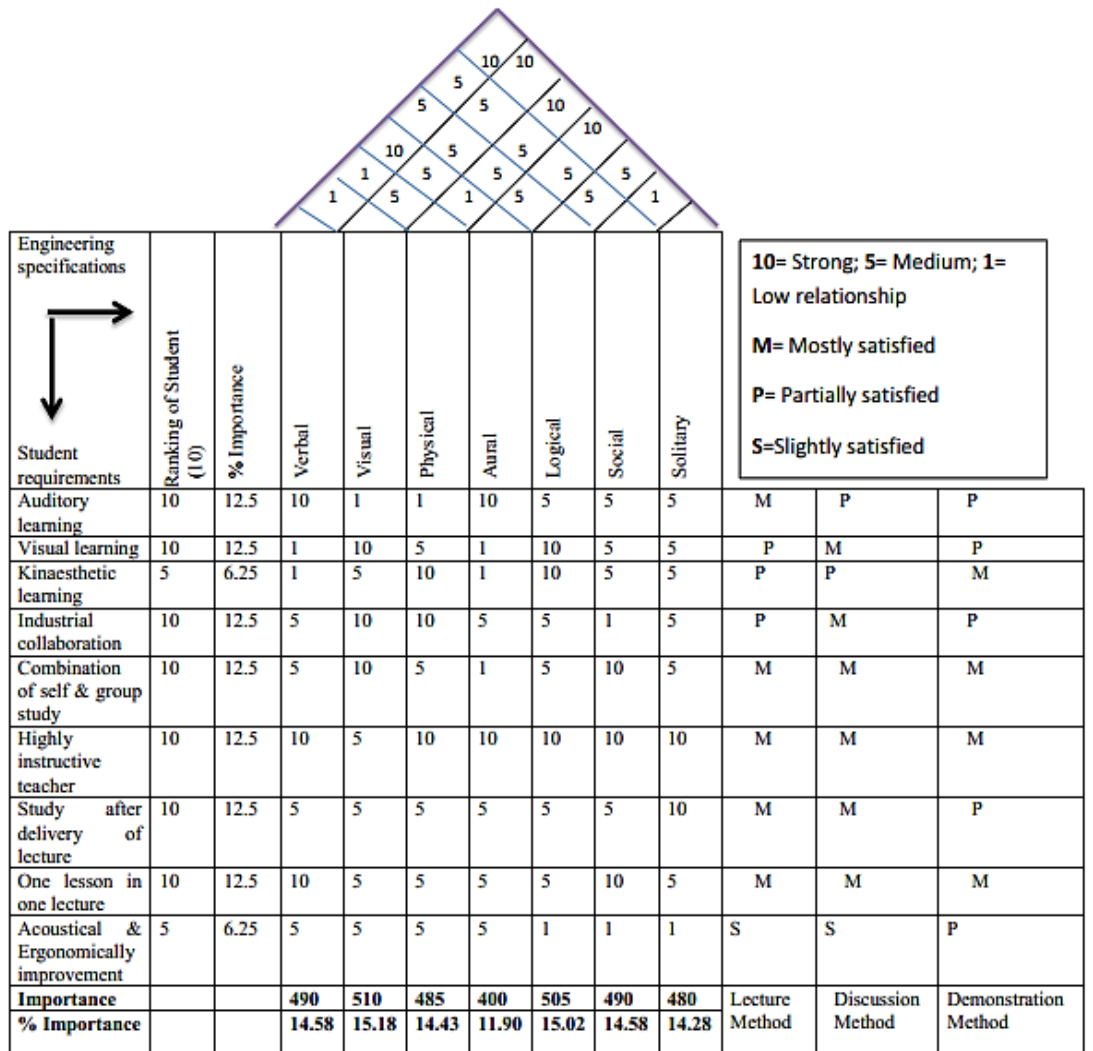 10 10
5
5 5 10
10
10 5 5
1 5 5 5 5
1 5 1 5 5 1
Engineering
specifications
Student
requirements
Ranking of Student
(10)
% Importance
Verbal
Visual
Physical
Aural
Logical
Social
Solitary
10= Strong; 5= Medium; 1=
Low relationship
M= Mostly satisfied
P= Partially satisfied
S=Slightly satisfied
Auditory 10 12.5 10 1 1 10 5 5 5 M P P
learning
Visual learning 10 12.5 1 10 5 1 10 5 5 P M P
Kinaesthetic 5 6.25 1 5 10 1 10 5 5 P P M
learning
Industrial 10 12.5 5 10 10 5 5 1 5 P M P
collaboration
Combination 10 12.5 5 10 5 1 5 10 5 M M M
of self & group
study
Highly 10 12.5 10 5 10 10 10 10 10 M M M
instructive
teacher
Study after 10 12.5 5 5 5 5 5 5 10 M M P
delivery of
lecture
One lesson in 10 12.5 10 5 5 5 5 10 5 M M M
one lecture
Acoustical & 5 6.25 5 5 5 5 1 1 1 S S P
Ergonomically
improvement
Importance 490 510 485 400 505 490 480 Lecture Discussion Demonstration
% Importance 14.58 15.18 14.43 11.90 15.02 14.58 14.28 Method Method Method